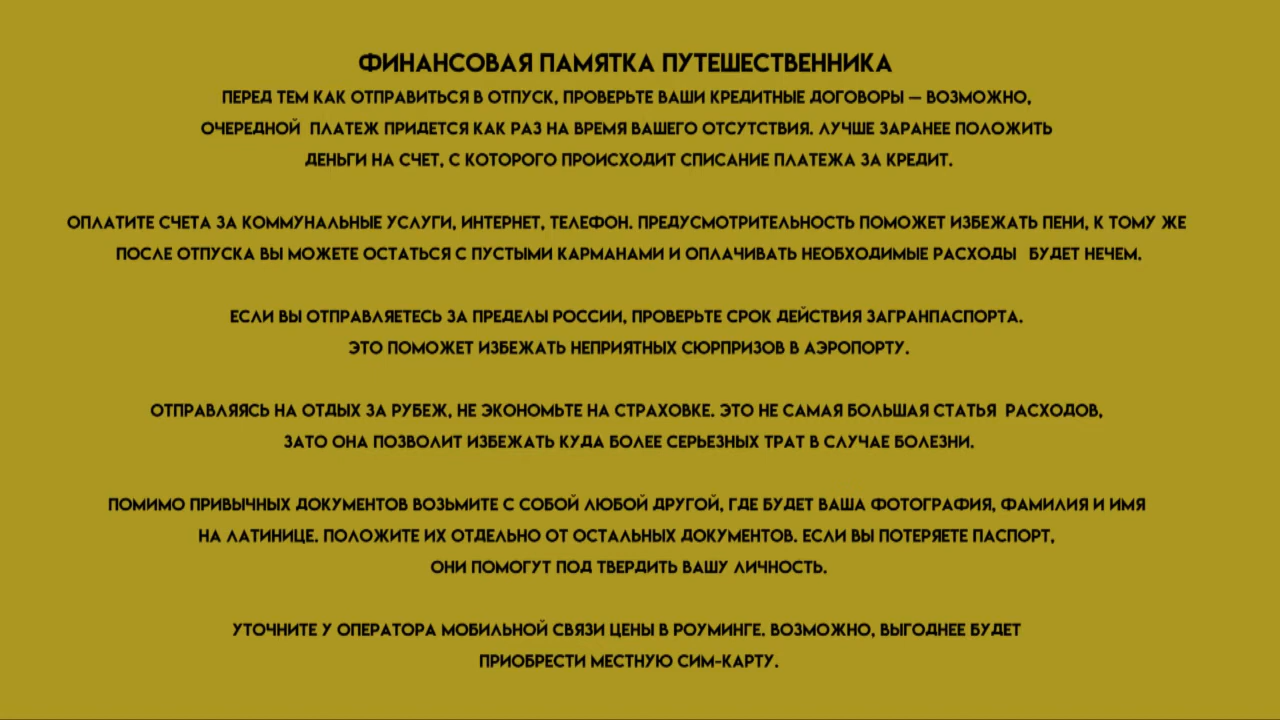 ФИНАНСОВАЯ ПАМЯТКА ПУТЕШЕСТВЕННИКА
ПЕРЕД ТЕМ КАК ОТПРАВИТЬСЯ В ОТПУСК, ПРОВЕРЬТЕ ВАШИ КРЕДИТНЫЕ ДОГОВОРЫ – ВОЗМОЖНО,
ОЧЕРЕДНОЙ ПЛАТЕЖ ПРИДЕТСЯ КАК РАЗ НА ВРЕМЯ ВАШЕГО ОТСУТСТВИЯ. ЛУЧШЕ ЗАРАНЕЕ ПОЛОЖИТЬ
ДЕНЬГИ НА СЧЕТ, С КОТОРОГО ПРОИСХОДИТ СПИСАНИЕ ПЛАТЕЖА ЗА КРЕДИТ.
ОПЛАТИТЕ СЧЕТА ЗА КОММУНАЛЬНЫЕ УСЛУГИ, ИНТЕРНЕТ, ТЕЛЕФОН. ПРЕДУСМОТРИТЕЛЬНОСТЬ ПОМОЖЕТ ИЗБЕЖАТЬ ПЕНИ, К ТОМУ ЖЕ
ПОСЛЕ ОТПУСКА ВЫ МОЖЕТЕ ОСТАТЬСЯ С ПУСТЫМИ КАРМАНАМИ И ОПЛАЧИВАТЬ НЕОБХОДИМЫЕ РАСХОДЫ БУДЕТ НЕЧЕМ.
ЕСЛИ ВЫ ОТПРАВЛЯЕТЕСЬ ЗА ПРЕДЕЛЫ РОССИИ, ПРОВЕРЬТЕ СРОК ДЕЙСТВИЯ ЗАГРАНПАСПОРТА.
ЭТО ПОМОЖЕТ ИЗБЕЖАТЬ НЕПРИЯТНЫХ СЮРПРИЗОВ В АЭРОПОРТУ.
ОТПРАВЛЯЯСЬ НА ОТДЫХ ЗА РУБЕЖ, НЕ ЭКОНОМЬТЕ НА СТРАХОВКЕ. ЭТО НЕ САМАЯ БОЛЬШАЯ СТАТЬЯ РАСХОДОВ,
ЗАТО ОНА ПОЗВОЛИТ ИЗБЕЖАТЬ КУДА БОЛЕЕ СЕРЬЕЗНЫХ ТРАТ В СЛУЧАЕ БОЛЕЗНИ.
ПОМИМО ПРИВЫЧНЫХ ДОКУМЕНТОВ ВОЗЬМИТЕ С СОБОЙ ЛЮБОЙ ДРУГОЙ, ГДЕ БУДЕТ ВАША ФОТОГРАФИЯ, ФАМИЛИЯ И ИМЯ
НА ЛАТИНИЦЕ. ПОЛОЖИТЕ ИХ ОТДЕЛЬНО ОТ ОСТАЛЬНЫХ ДОКУМЕНТОВ. ЕСЛИ ВЫ ПОТЕРЯЕТЕ ПАСПОРТ,
ОНИ ПОМОГУТ ПОД ТВЕРДИТЬ ВАШУ ЛИЧНОСТЬ.
УТОЧНИТЕ У ОПЕРАТОРА МОБИЛЬНОЙ СВЯЗИ ЦЕНЫ В РОУМИНГЕ. ВОЗМОЖНО, ВЫГОДНЕЕ БУДЕТ
ПРИОБРЕСТИ МЕСТНУЮ СИМ-КАРТУ.